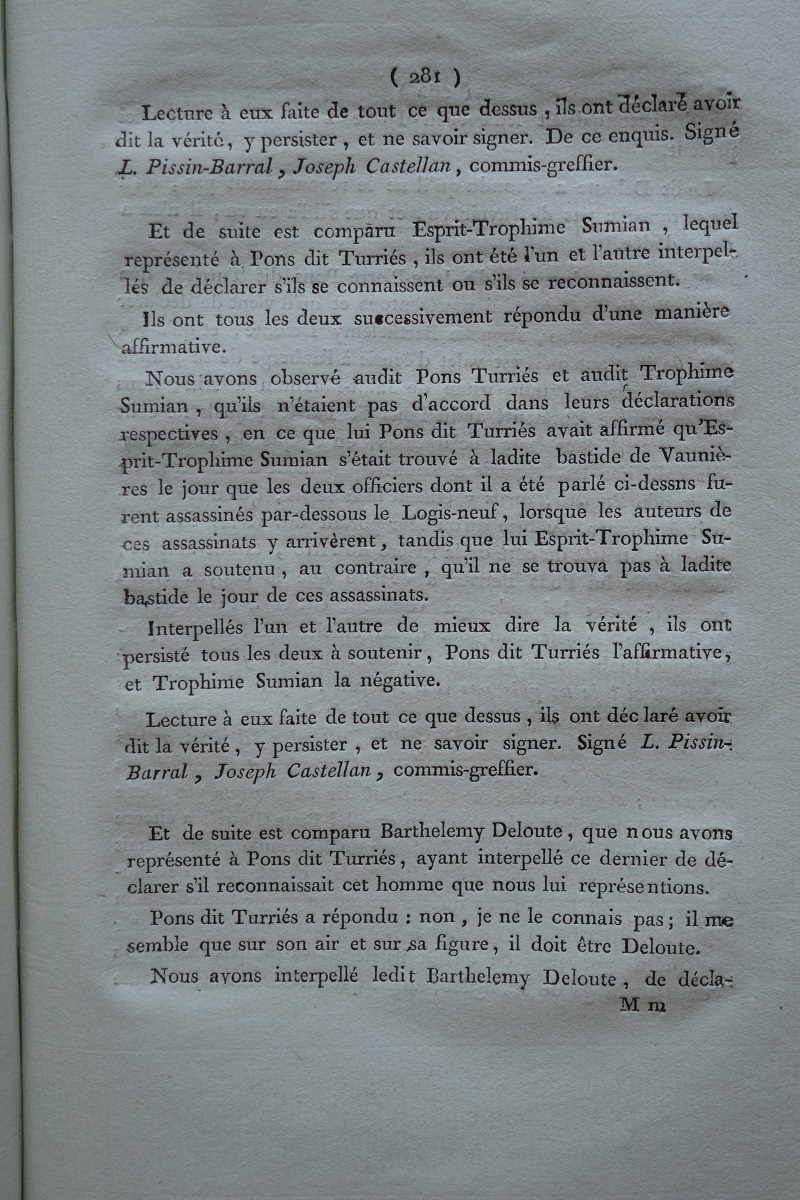 ( 281 )
Lecture à eux faite de tout ce que dessus , ils ont déclaré avoir
dit la vérité, y persister , et ne savoir signer. De ce enquis. Signé
L. Pissin-Barral , Joseph Castellan , commis-greffier.
Et de suite est comparu Esprit-Trophime Sumian , lequel
représenté à Pons dit Turriés , ils ont été l'un et l'autre interpel-
lés de déclarer s'ils se connaissent ou s'ils se reconnaissent.
Ils ont tous les deux successivement répondu d'une manière
affirmative.
Nous avons observé audit Pons Turriés et audit Trophime
Sumian , qu'ils n'étaient pas d'accord dans leurs déclarations
respectives , en ce que lui Pons dit Turriés avait affirmé qu'Es-
prit-Trophime Sumian s'était trouvé à ladite bastide de Vauniè-
res le jour que les deux officiers dont il a été parlé ci-dessns fu-
rent assassinés par-dessous le Logis-neuf , lorsque les auteurs de
ces assassinats y arrivèrent , tandis que lui Esprit-Trophime Su-
mian a soutenu , au contraire , qu'il ne se trouva pas à ladite
bastide le jour de ces assassinats.
Interpellés l'un et l'autre de mieux dire la vérité , ils ont
persisté tous les deux à soutenir , Pons dit Turriés l'affirmative ,
et Trophime Sumian la négative.
Lecture à eux faite de tout ce que dessus , ils ont déc laré avoir
dit la vérité , y persister , et ne savoir signer. Signé L. Pissin-
Barral , Joseph Castellan , commis-greffier.
Et de suite est comparu Barthelemy Deloute , que nous avons
représenté à Pons dit Turriés , ayant interpellé ce dernier de dé-
clarer s'il reconnaissait cet homme que nous lui représentions.
Pons dit Turriés a répondu : non , je ne le connais pas ; il me
semble que sur son air et sur sa figure , il doit être Deloute.
Nous avons interpellé ledit Barthelemy Deloute , de décla-
M m